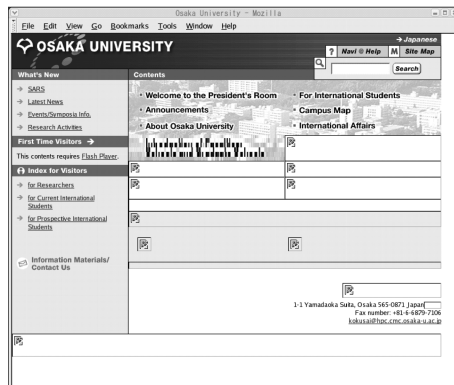 Osaka University - Mozilla
File Edit View Go Bookmarks Tools Window Help
OSAKA UNIVERSITY
→ Japanese
? Navi @ Help M Site Map
Search
What's New
Contents
→ SARS
→ Latest News
→ Events/Symposia Info.
→ Research Activities
• Welcome to the President's Room
• For International Students
• Announcements
• Campus Map
• About Osaka University
• International Affairs
First Time Visitors →
This contents requires Flash Player.
Index for Visitors
→ for Researchers
→ for Current International
Students
→ for Prospective International
Students
Information Materials/
Contact Us
1-1 Yamadaoka Suita, Osaka 565-0871 Japan
Fax number: +81-6-6879-7106
kokusai@hpc.cmc.osaka-u.ac.jp